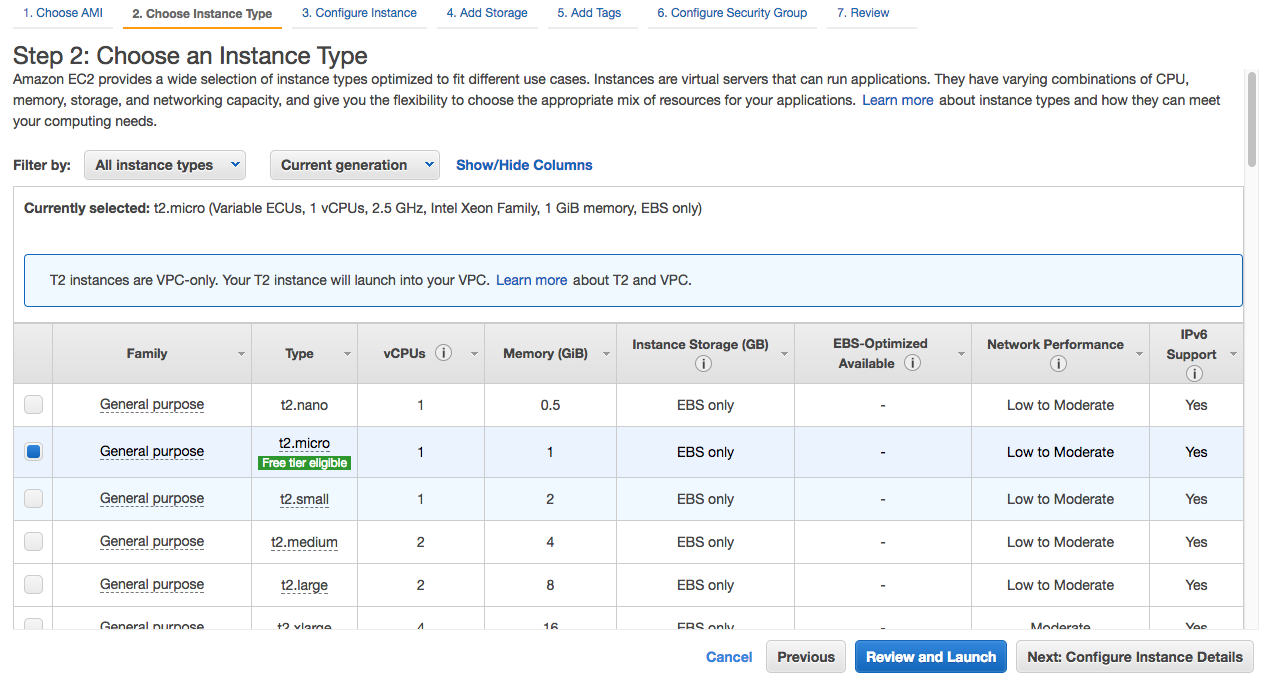 1. Choose AMI 2. Choose Instance Type 3. Configure Instance 4. Add Storage 5. Add Tags 6. Configure Security Group 7. Review
Step 2: Choose an Instance Type
Amazon EC2 provides a wide selection of instance types optimized to fit different use cases. Instances are virtual servers that can run applications. They have varying combinations of CPU,
memory, storage, and networking capacity, and give you the flexibility to choose the appropriate mix of resources for your applications. Learn more about instance types and how they can meet
your computing needs.
Filter by: All instance types Current generation Show/Hide Columns
Currently selected: t2.micro (Variable ECUs, 1 vCPUs, 2.5 GHz, Intel Xeon Family, 1 GiB memory, EBS only)
T2 instances are VPC-only. Your T2 instance will launch into your VPC. Learn more about T2 and VPC.
Family Type vCPUs i Memory (GiB) Instance Storage (GB) i EBS-Optimized Available i Network Performance i IPv6 Support i
General purpose t2.nano 1 0.5 EBS only - Low to Moderate Yes
General purpose t2.micro Free tier eligible 1 1 EBS only - Low to Moderate Yes
General purpose t2.small 1 2 EBS only - Low to Moderate Yes
General purpose t2.medium 2 4 EBS only - Low to Moderate Yes
General purpose t2.large 2 8 EBS only - Low to Moderate Yes
General purpose t2.xlarge 4 16 EBS only - Moderate Yes
Cancel Previous Review and Launch Next: Configure Instance Details